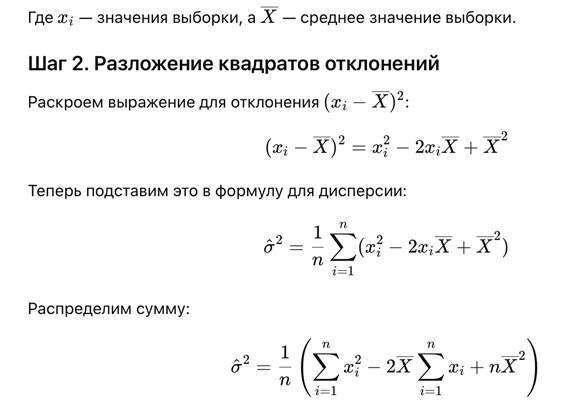 Где $x_i$ — значения выборки, а $\overline{X}$ — среднее значение выборки.
Шаг 2. Разложение квадратов отклонений
Раскроем выражение для отклонения $(x_i - \overline{X})^2$:
$(x_i - \overline{X})^2 = x_i^2 - 2x_i\overline{X} + \overline{X}^2$
Теперь подставим это в формулу для дисперсии:
$\hat{\sigma}^2 = \frac{1}{n} \sum_{i=1}^{n} (x_i^2 - 2x_i\overline{X} + \overline{X}^2)$
Распределим сумму:
$\hat{\sigma}^2 = \frac{1}{n} \left( \sum_{i=1}^{n} x_i^2 - 2\overline{X} \sum_{i=1}^{n} x_i + n\overline{X}^2 \right)$